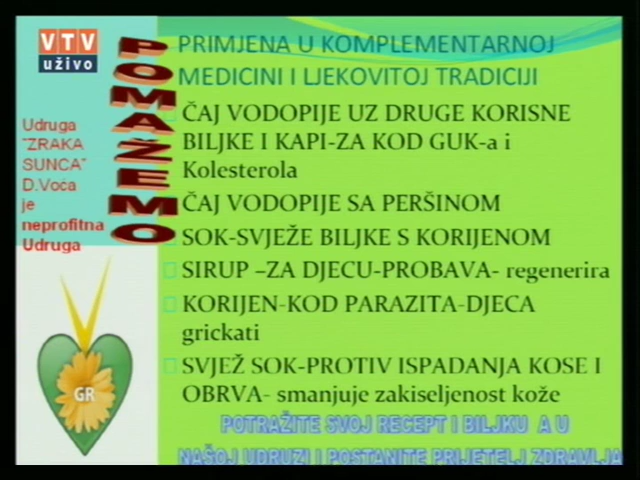 VTV
uživo
POMAŽEMO
Udruga
"ZRAKA
SUNCA"
D.Voća
je
neprofitna
Udruga
GR
PRIMJENA U KOMPLEMENTARNOJ
MEDICINI I LJEKOVITOJ TRADICIJI
ČAJ VODOPIJE UZ DRUGE KORISNE
BILJKE I KAPI-ZA KOD GUK-a i
Kolesterola
ČAJ VODOPIJE SA PERŠINOM
SOK-SVJEŽE BILJKE S KORIJENOM
SIRUP –ZA DJECU-PROBAVA- regenerira
KORIJEN-KOD PARAZITA-DJECA
grickati
SVJEŽ SOK-PROTIV ISPADANJA KOSE I
OBRVA- smanjuje zakiseljenost kože
POTRAŽITE SVOJ RECEPT I BILJKU A U
NAŠOJ UDRUZI I POSTANITE PRIJETELJ ZDRAVLJA